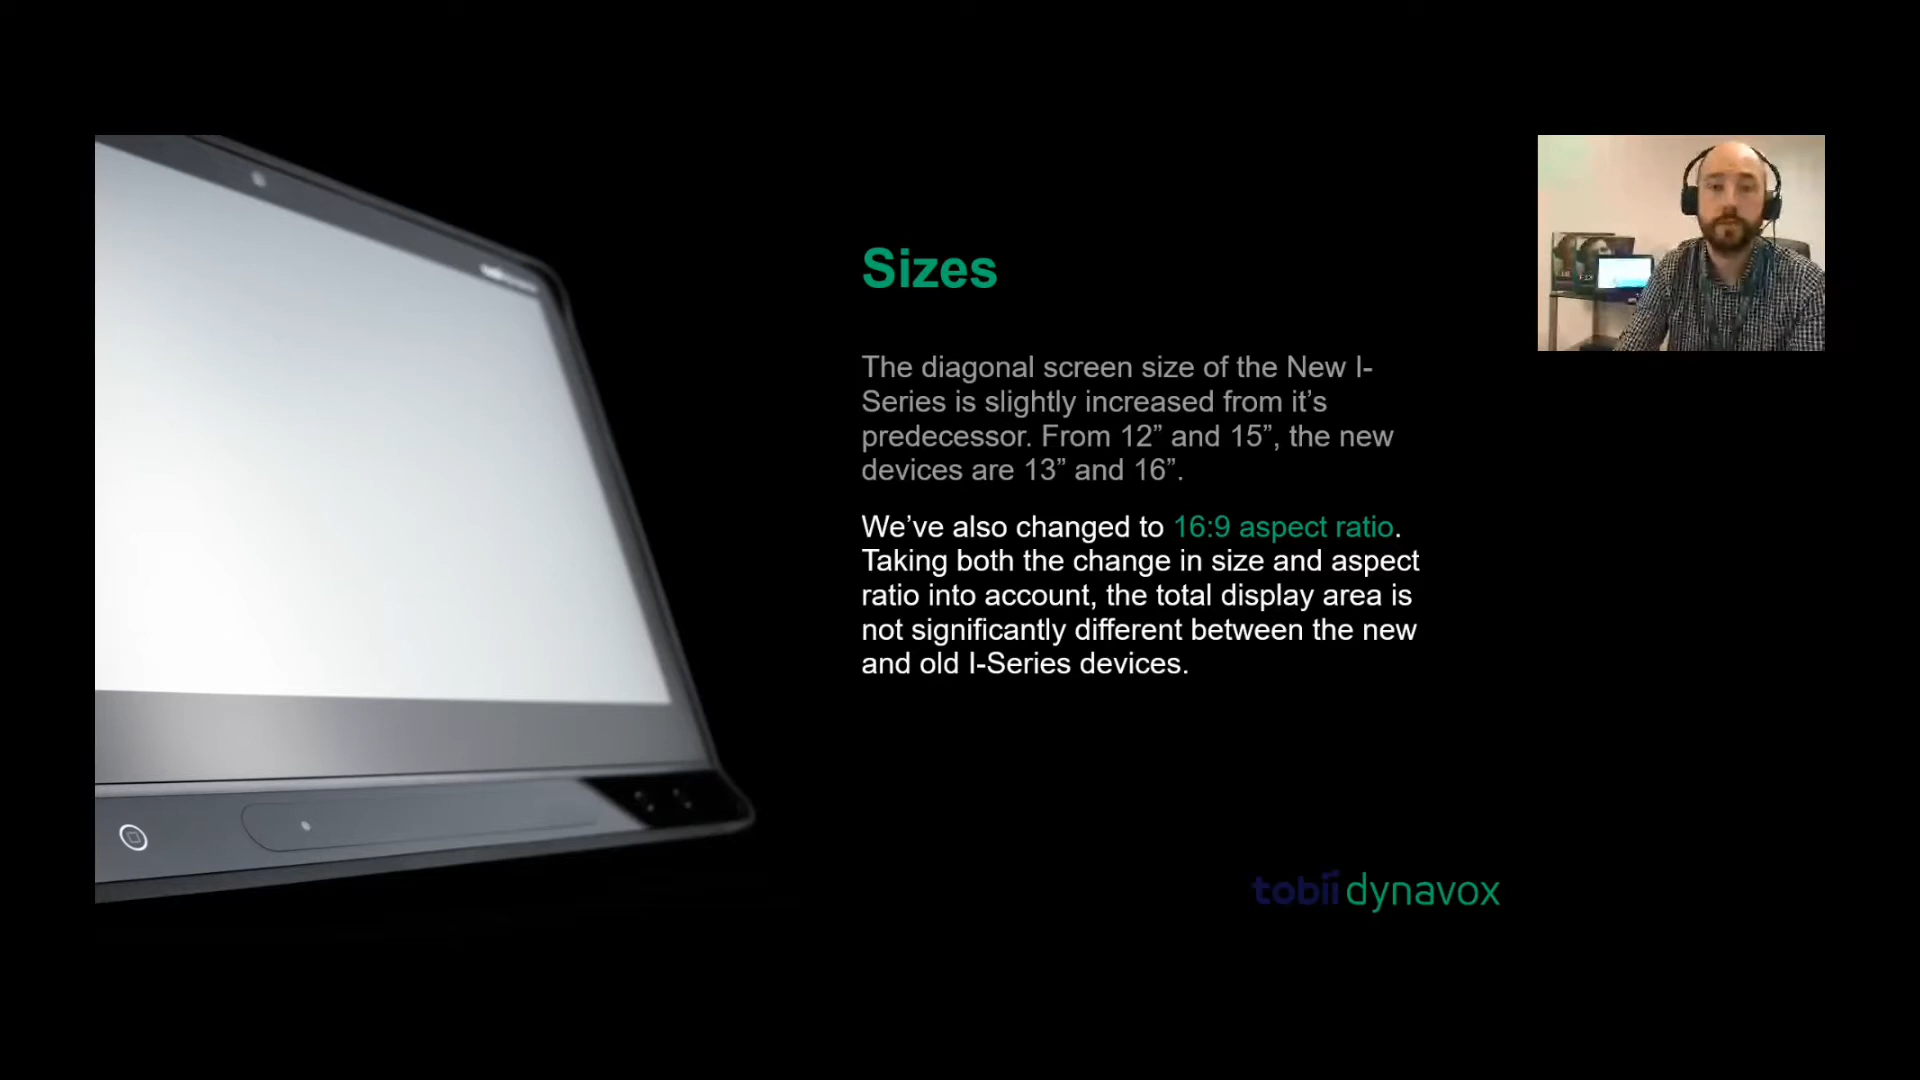 Sizes
The diagonal screen size of the New I-
Series is slightly increased from it’s
predecessor. From 12” and 15”, the new
devices are 13” and 16”.
We’ve also changed to 16:9 aspect ratio.
Taking both the change in size and aspect
ratio into account, the total display area is
not significantly different between the new
and old I-Series devices.
tobii dynavox